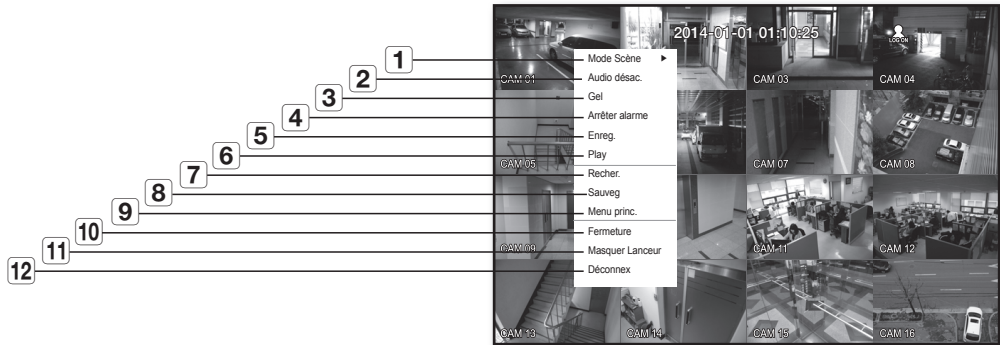 2014-01-01 01:10:25
LOG ON
CAM 01
CAM 03
CAM 04
1 Mode Scène ▶
2 Audio désac.
3 Gel
4 Arrêter alarme
5 Enreg.
6 Play
7 Recher.
8 Sauveg
9 Menu princ.
10 Fermeture
11 Masquer Lanceur
12 Déconnex
CAM 05
CAM 07
CAM 08
CAM 09
CAM 11
CAM 12
CAM 13
CAM 14
CAM 15
CAM 16